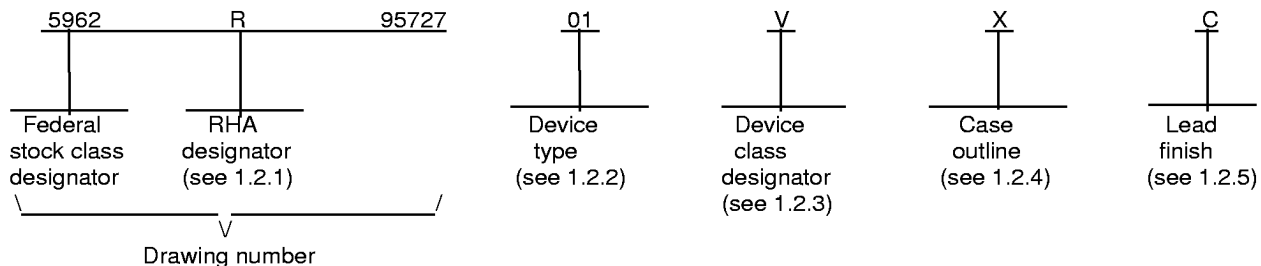 5962 R 95727 01 V X C
Federal RHA Device Device Case Lead
stock class designator type class outline finish
designator (see 1.2.1) (see 1.2.2) designator (see 1.2.4) (see 1.2.5)
(see 1.2.3)
\ /
\/
Drawing number